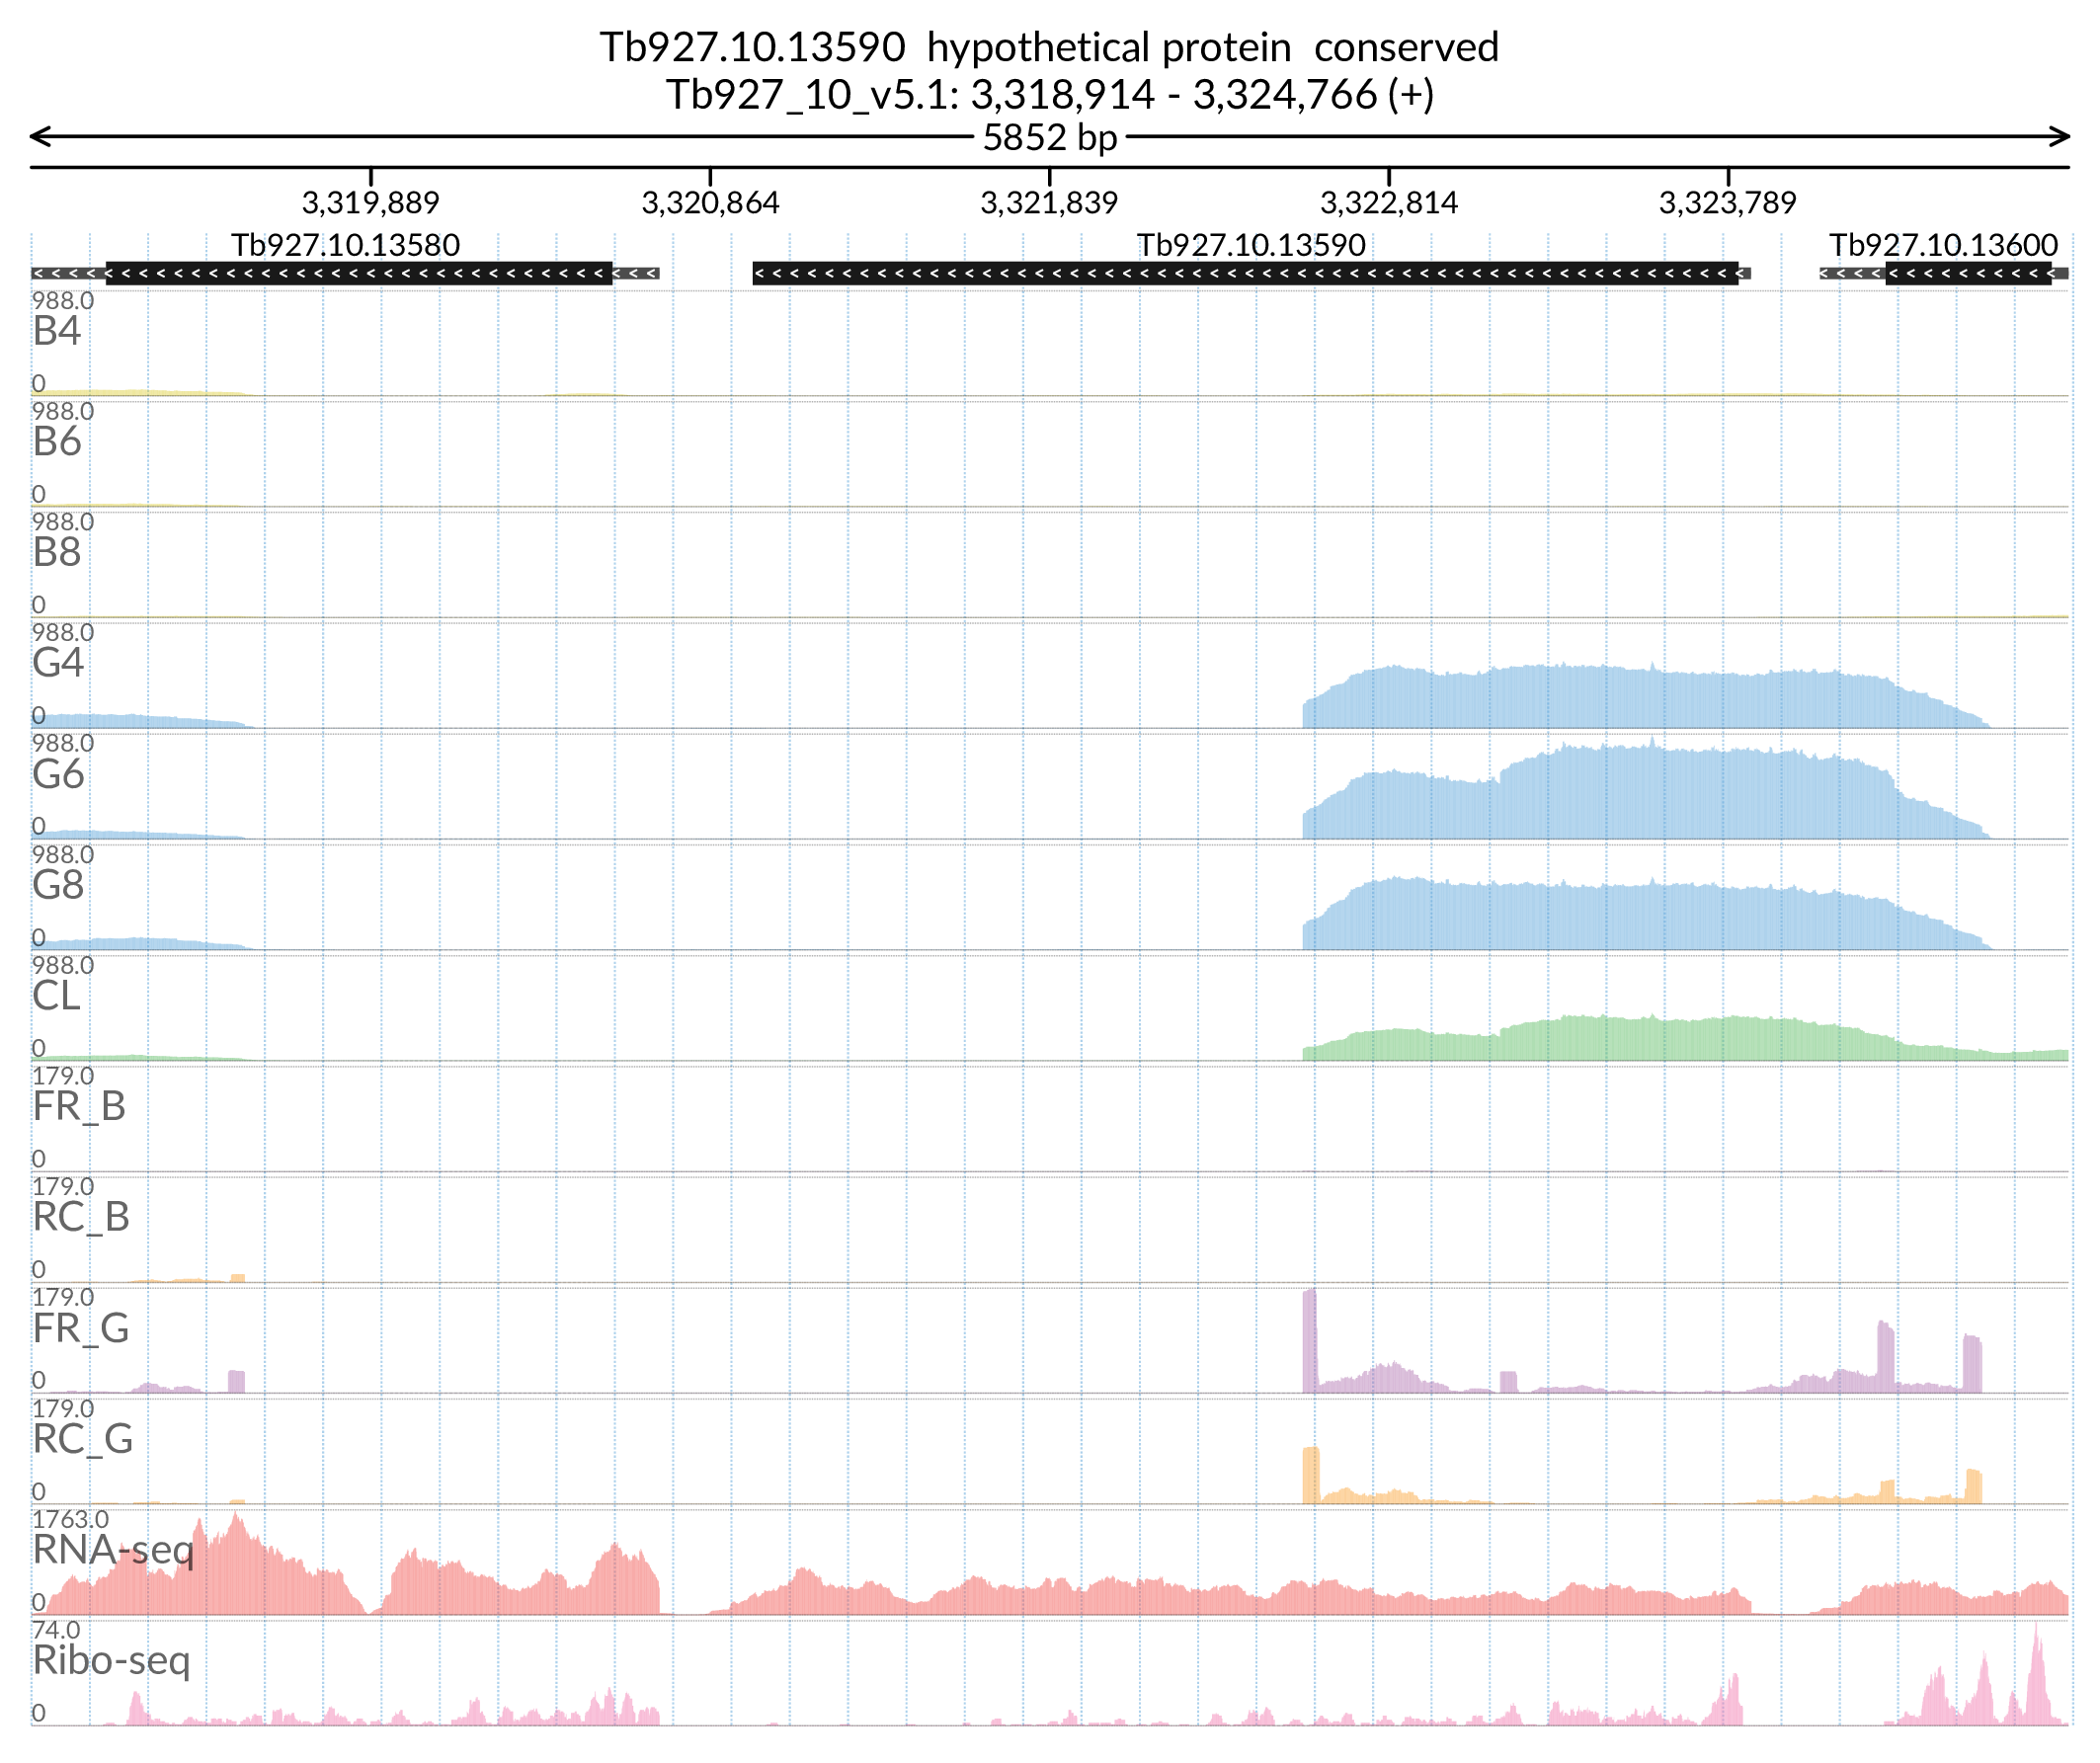 Tb927.10.13590 hypothetical protein conserved
Tb927_10_v5.1: 3,318,914 - 3,324,766 (+)
5852 bp
3,319,889 3,320,864 3,321,839 3,322,814 3,323,789
Tb927.10.13580 Tb927.10.13590 Tb927.10.13600
988.0
B4
0
988.0
B6
0
988.0
B8
0
988.0
G4
0
988.0
G6
0
988.0
G8
0
988.0
CL
0
179.0
FR_B
0
179.0
RC_B
0
179.0
FR_G
0
179.0
RC_G
0
1763.0
RNA-seq
0
74.0
Ribo-seq
0